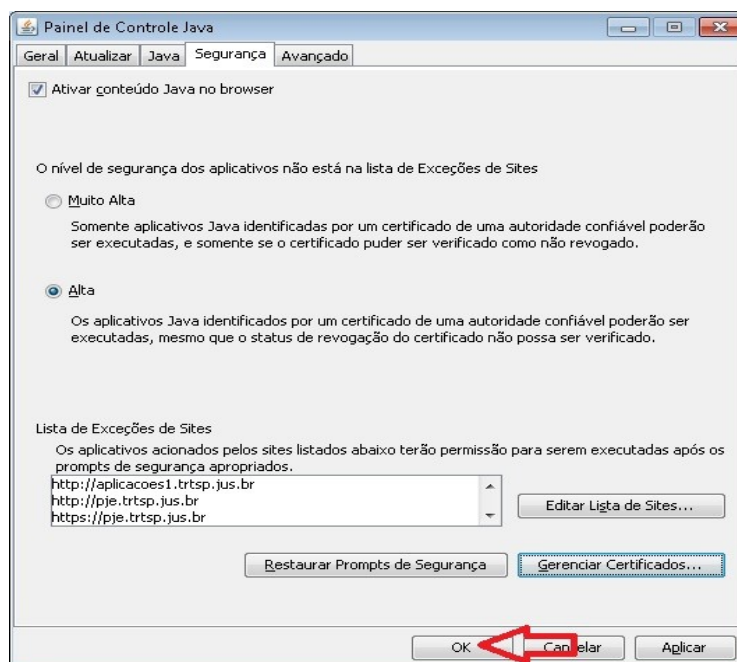 Painel de Controle Java
Geral Atualizar Java Segurança Avançado
Ativar conteúdo Java no browser
O nível de segurança dos aplicativos não está na lista de Exceções de Sites
Muito Alta
Somente aplicativos Java identificadas por um certificado de uma autoridade confiável poderão
ser executadas, e somente se o certificado puder ser verificado como não revogado.
Alta
Os aplicativos Java identificados por um certificado de uma autoridade confiável poderão ser
executadas, mesmo que o status de revogação do certificado não possa ser verificado.
Lista de Exceções de Sites
Os aplicativos acionados pelos sites listados abaixo terão permissão para serem executadas após os
prompts de segurança apropriados.
http://aplicacoes1.trtsp.jus.br
http://pje.trtsp.jus.br
https://pje.trtsp.jus.br
Editar Lista de Sites...
Restaurar Prompts de Segurança Gerenciar Certificados...
OK Cancelar Aplicar